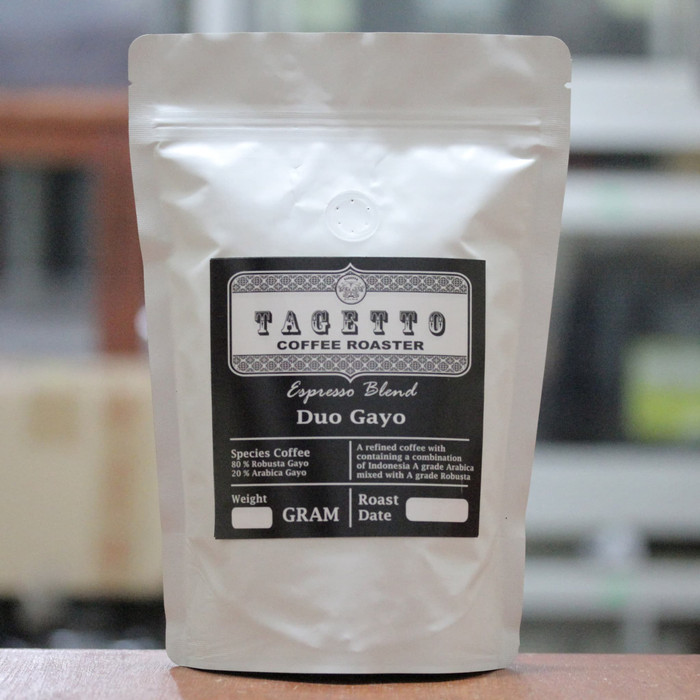 TAGETTO
COFFEE ROASTER
Espresso Blend
Duo Gayo
Species Coffee
80 % Robusta Gayo
20 % Arabica Gayo
A refined coffee with
containing a combination
of Indonesia A grade Arabica
mixed with A grade Robusta
Weight
GRAM
Roast
Date